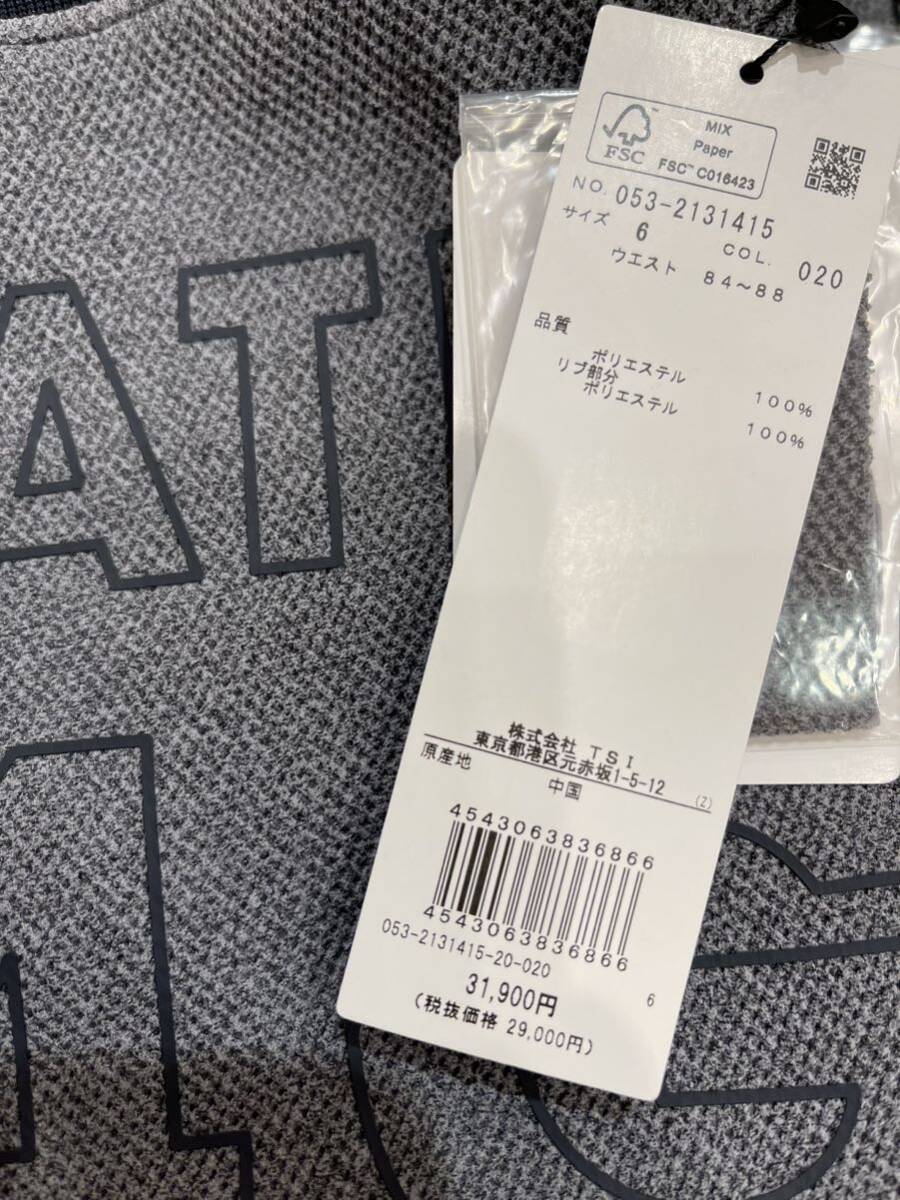 MIX
Paper
FSC™ C016423
FSC
NO. 053-2131415
サイズ 6 COL. 020
ウエスト 84~88
品質
ポリエステル 100%
リブ部分
ポリエステル 100%
株式会社 TSI
東京都港区元赤坂1-5-12 (Z)
原産地 中国
4543063836866
4543063836866
053-2131415-20-020
31,900円 6
(税抜価格 29,000円)
AT